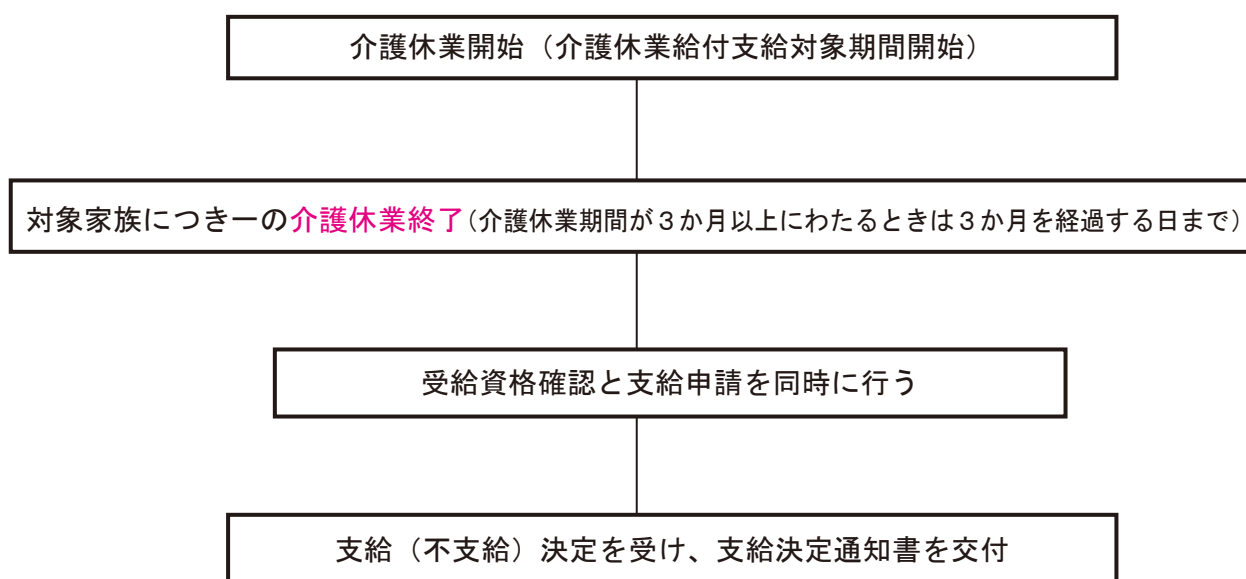 介護休業開始（介護休業給付支給対象期間開始）
対象家族につき一の介護休業終了（介護休業期間が３か月以上にわたるときは３か月を経過する日まで）
受給資格確認と支給申請を同時に行う
支給（不支給）決定を受け、支給決定通知書を交付